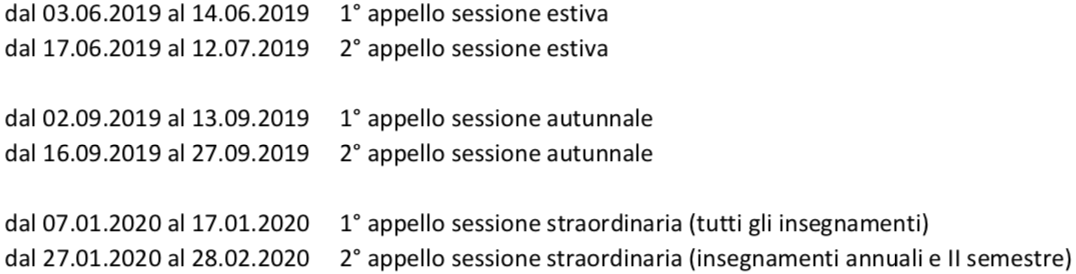 dal 03.06.2019 al 14.06.2019 1° appello sessione estiva
dal 17.06.2019 al 12.07.2019 2° appello sessione estiva
dal 02.09.2019 al 13.09.2019 1° appello sessione autunnale
dal 16.09.2019 al 27.09.2019 2° appello sessione autunnale
dal 07.01.2020 al 17.01.2020 1° appello sessione straordinaria (tutti gli insegnamenti)
dal 27.01.2020 al 28.02.2020 2° appello sessione straordinaria (insegnamenti annuali e II semestre)